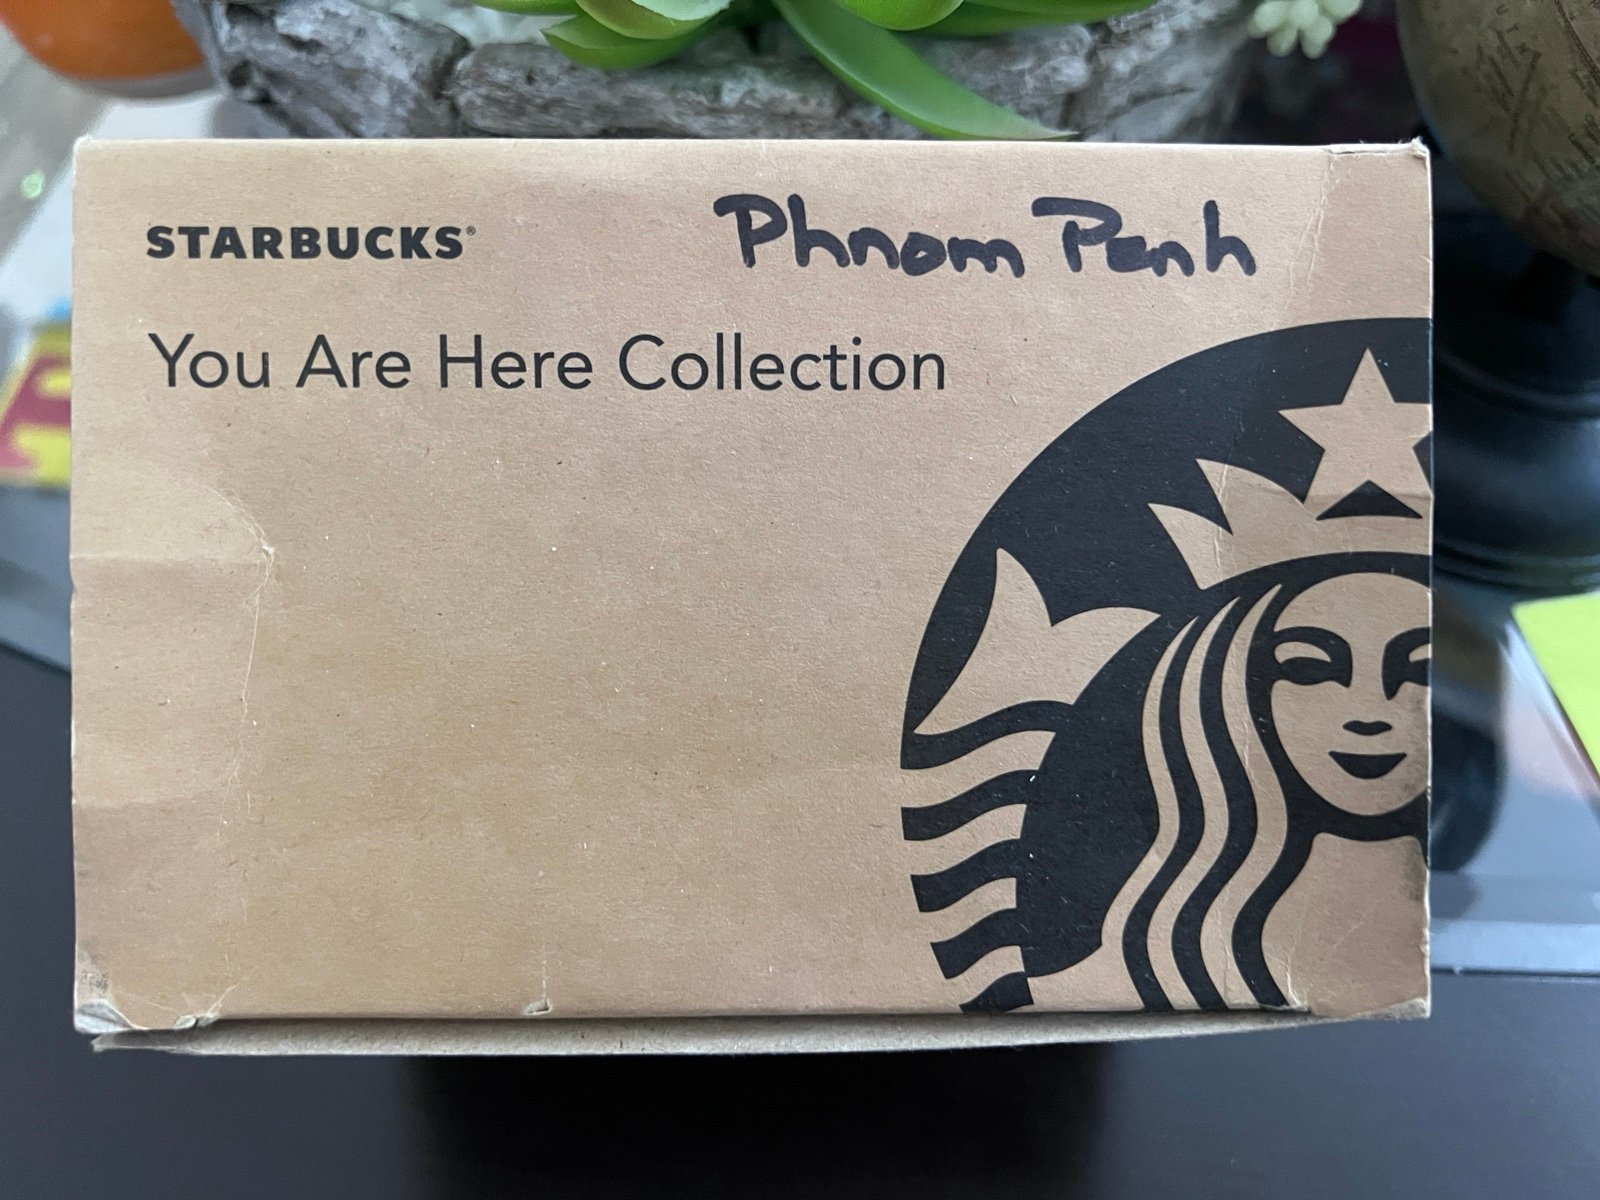 STARBUCKS® Phnom Penh
You Are Here Collection